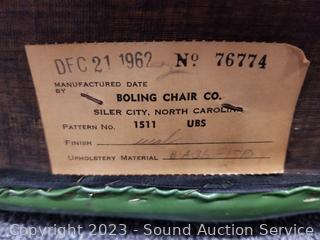 DEC 21 1962 No 76774
MANUFACTURED DATE
BY
BOLING CHAIR CO.
SILER CITY, NORTH CAROLINA
PATTERN NO. 1511 UBS
FINISH
UPHOLSTERY MATERIAL
Copyright © 2023 - Sound Auction Service